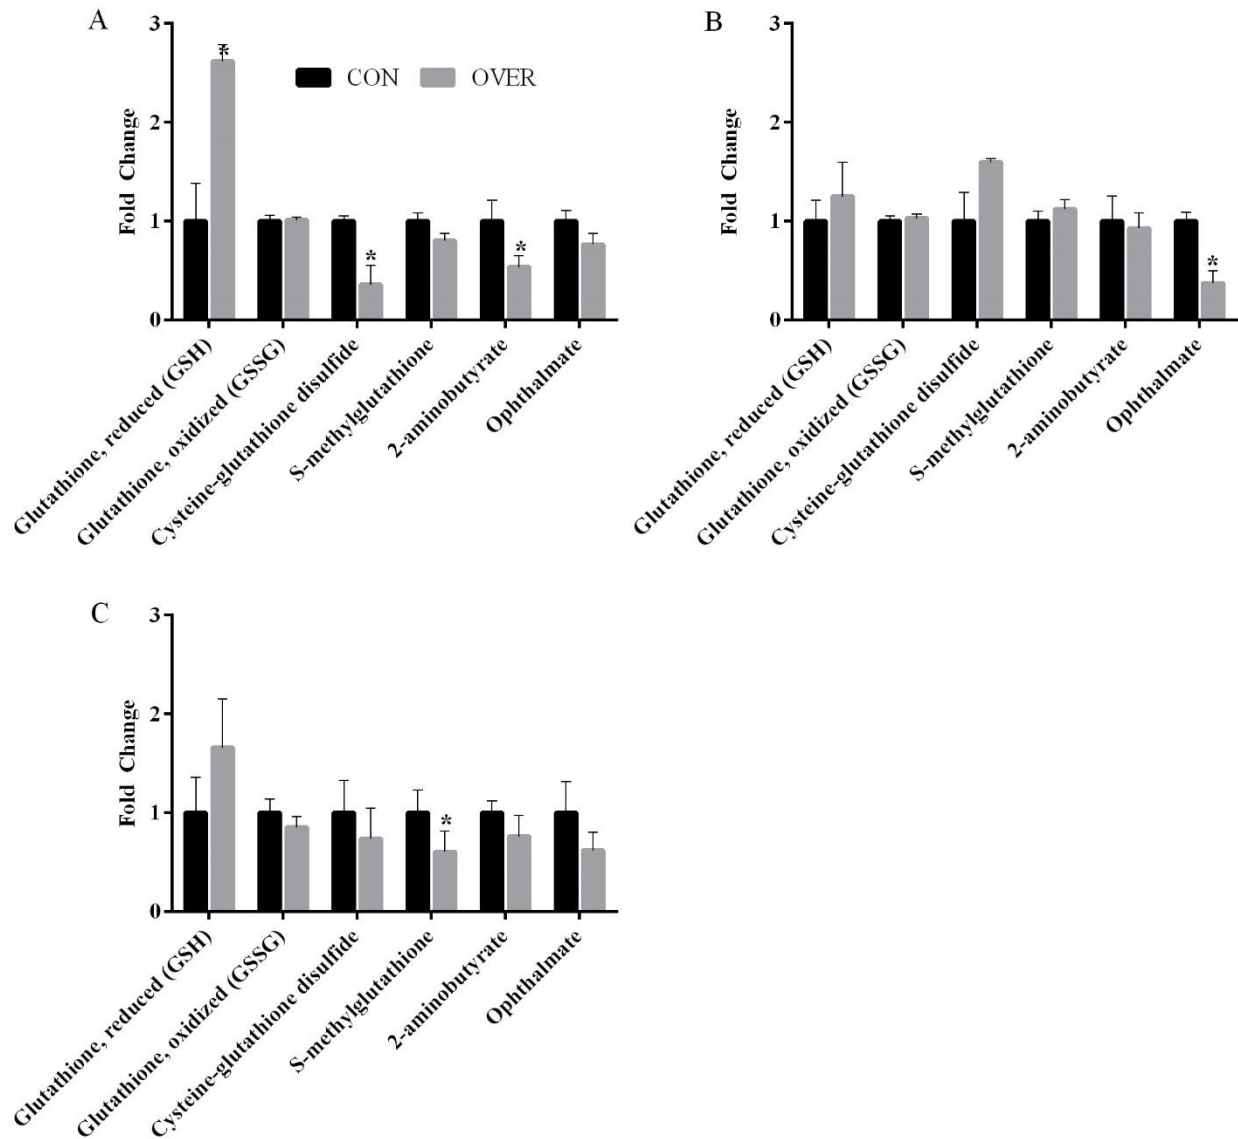 A
3
2
1
0
Fold Change
*
CON
OVER
*
*
Glutathione, reduced (GSH)
Glutathione, oxidized (GSSG)
Cysteine-glutathione disulfide
S-methylglutathione
2-aminobutyrate
Ophthalmate
B
3
2
1
0
Fold Change
*
Glutathione, reduced (GSH)
Glutathione, oxidized (GSSG)
Cysteine-glutathione disulfide
S-methylglutathione
2-aminobutyrate
Ophthalmate
C
3
2
1
0
Fold Change
*
Glutathione, reduced (GSH)
Glutathione, oxidized (GSSG)
Cysteine-glutathione disulfide
S-methylglutathione
2-aminobutyrate
Ophthalmate